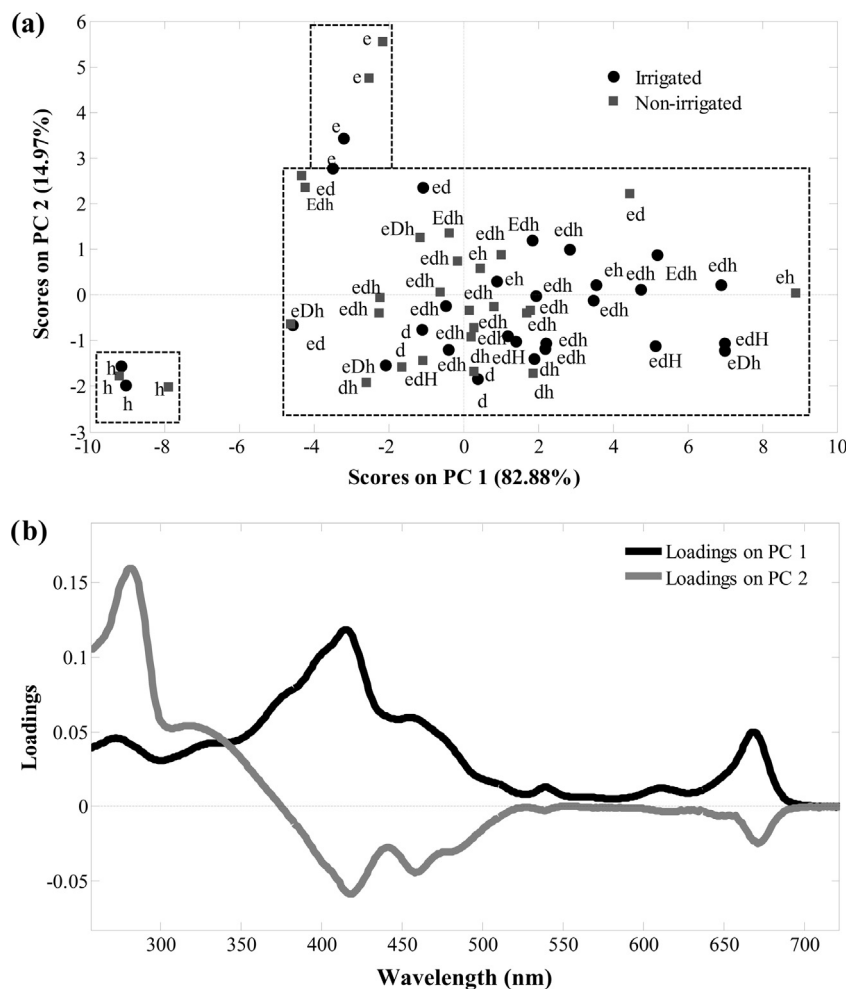 (a)
6
5
4
3
2
1
0
-1
-2
-3
Scores on PC 2 (14.97%)
Irrigated
Non-irrigated
e
e
e
e
ed
Edh
ed
ed
eDh
Edh
Edh
edh
edh
edh
eh
edh
edh
edh
eh
eh
edh
Edh
edh
eh
edh
edh
edh
edh
edh
eDh
ed
d
edh
edh
edh
edH
eDh
d
edH
dh
edH
edh
edh
edH
eDh
dh
d
d
dh
h
h
h
h
-10 -8 -6 -4 -2 0 2 4 6 8 10
Scores on PC 1 (82.88%)
(b)
Loadings on PC 1
Loadings on PC 2
0.15
0.1
0.05
0
-0.05
Loadings
300 350 400 450 500 550 600 650 700
Wavelength (nm)